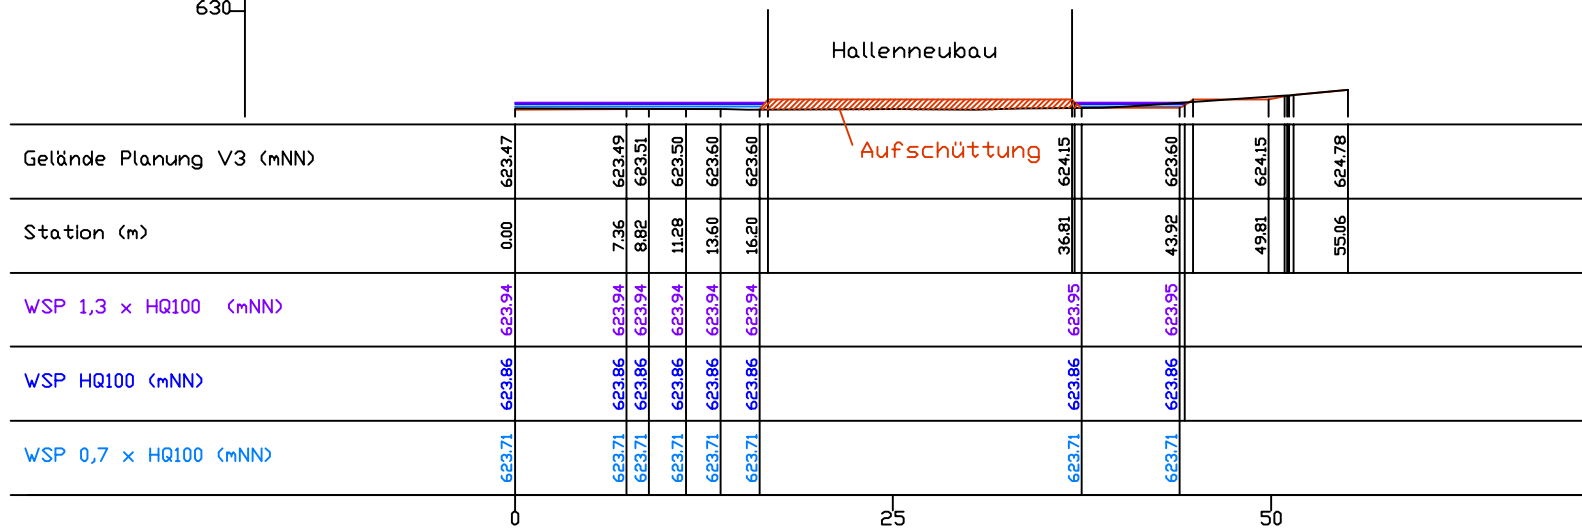 630
Hallenneubau
Aufschüttung
Gelände Planung V3 (mNN) 623.47 623.49 623.51 623.50 623.60 623.60 624.15 623.60 624.15 624.78
Station (m) 0.00 7.36 8.82 11.28 13.60 16.20 36.81 43.92 49.81 55.06
WSP 1,3 x HQ100 (mNN) 623.94 623.94 623.94 623.94 623.94 623.94 623.95 623.95
WSP HQ100 (mNN) 623.86 623.86 623.86 623.86 623.86 623.86 623.86 623.86
WSP 0,7 x HQ100 (mNN) 623.71 623.71 623.71 623.71 623.71 623.71 623.71 623.71
0 25 50